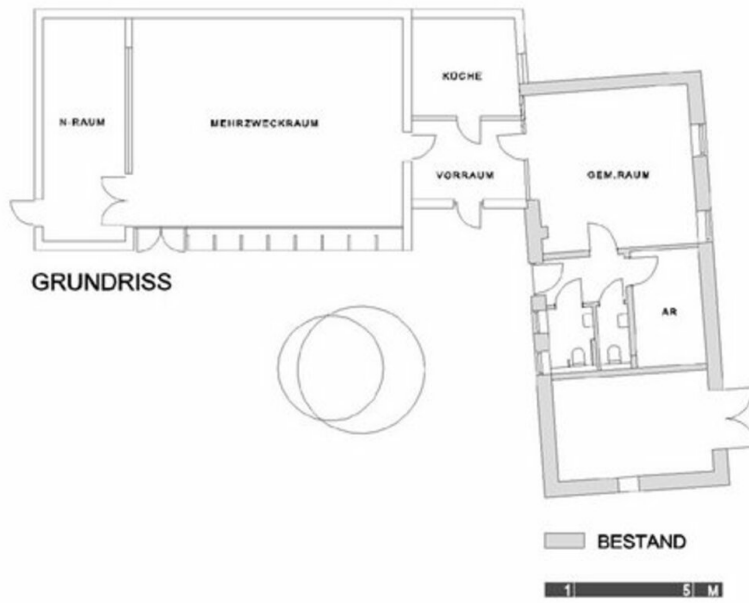 KÜCHE
N-RAUM
MEHRZWECKRAUM
VORRAUM
GEM.RAUM
GRUNDRISS
AR
BESTAND
1 5 M